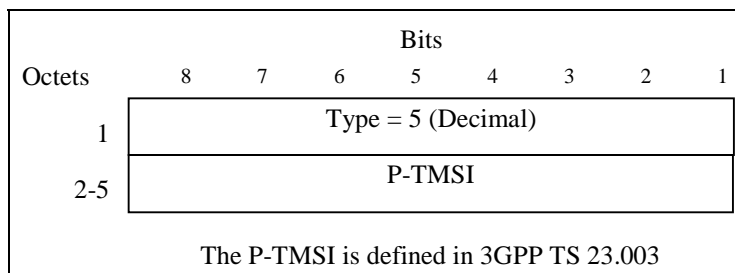 Bits
Octets 8 7 6 5 4 3 2 1
1 Type = 5 (Decimal)
2-5 P-TMSI
The P-TMSI is defined in 3GPP TS 23.003